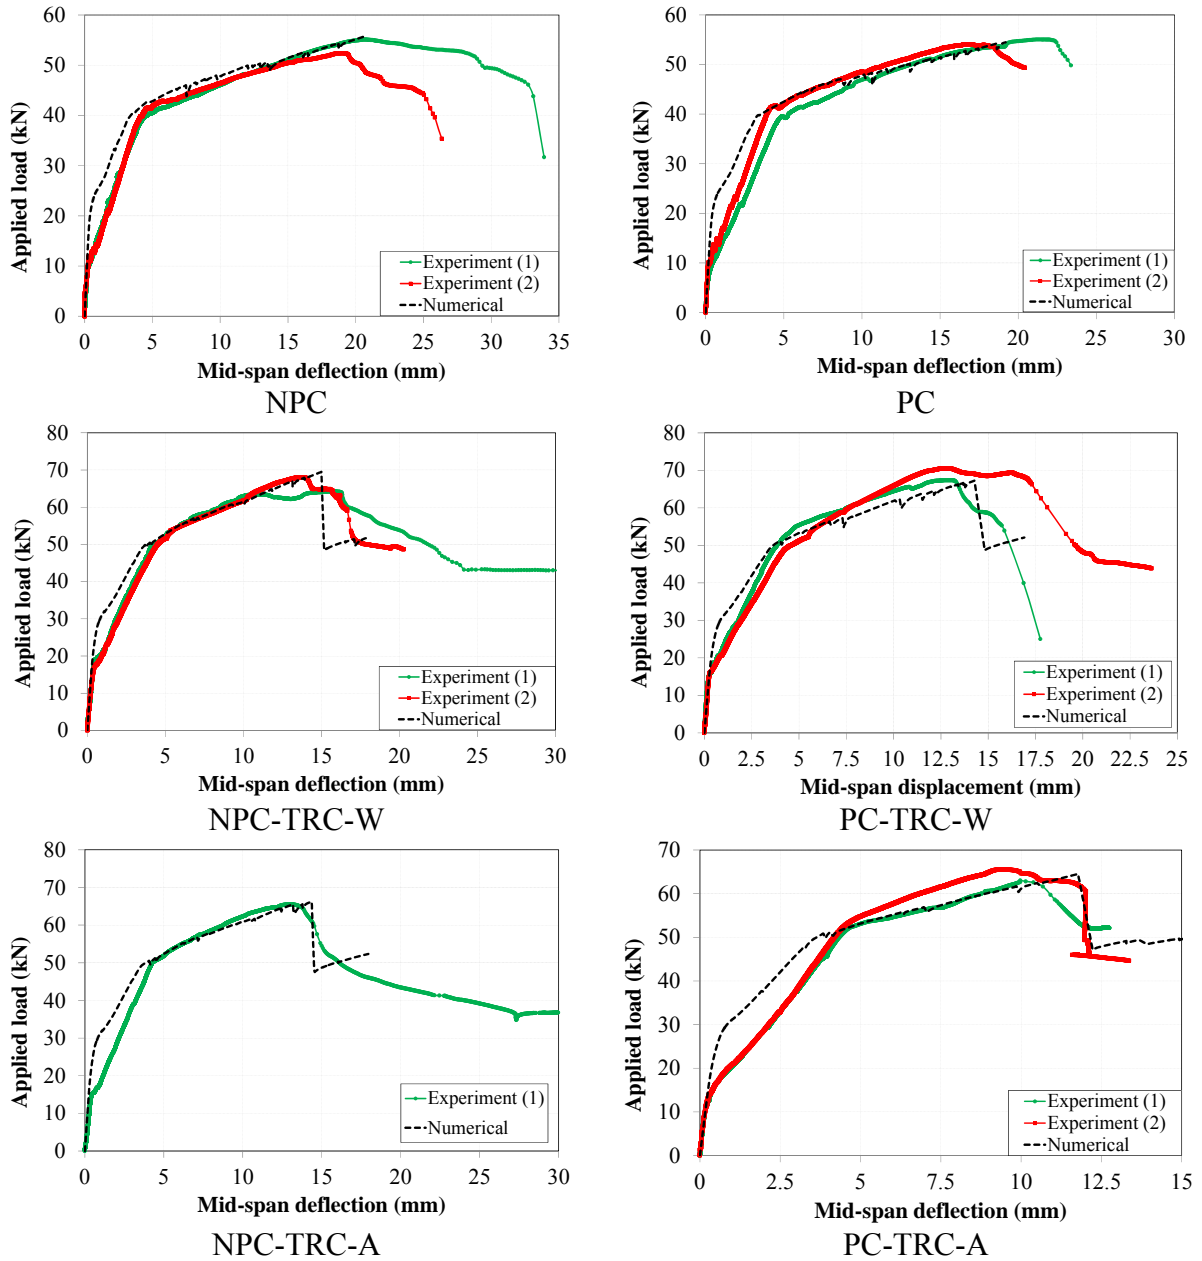 60
50
40
30
20
10
0
Applied load (kN)
0 5 10 15 20 25 30 35
Mid-span deflection (mm)
Experiment (1)
Experiment (2)
Numerical
NPC
60
50
40
30
20
10
0
Applied load (kN)
0 5 10 15 20 25 30
Mid-span deflection (mm)
Experiment (1)
Experiment (2)
Numerical
PC
80
70
60
50
40
30
20
10
0
Applied load (kN)
0 5 10 15 20 25 30
Mid-span deflection (mm)
Experiment (1)
Experiment (2)
Numerical
NPC-TRC-W
80
70
60
50
40
30
20
10
0
Applied load (kN)
0 2.5 5 7.5 10 12.5 15 17.5 20 22.5 25
Mid-span displacement (mm)
Experiment (1)
Experiment (2)
Numerical
PC-TRC-W
80
70
60
50
40
30
20
10
0
Applied load (kN)
0 5 10 15 20 25 30
Mid-span deflection (mm)
Experiment (1)
Numerical
NPC-TRC-A
70
60
50
40
30
20
10
0
Applied load (kN)
0 2.5 5 7.5 10 12.5 15
Mid-span deflection (mm)
Experiment (1)
Experiment (2)
Numerical
PC-TRC-A